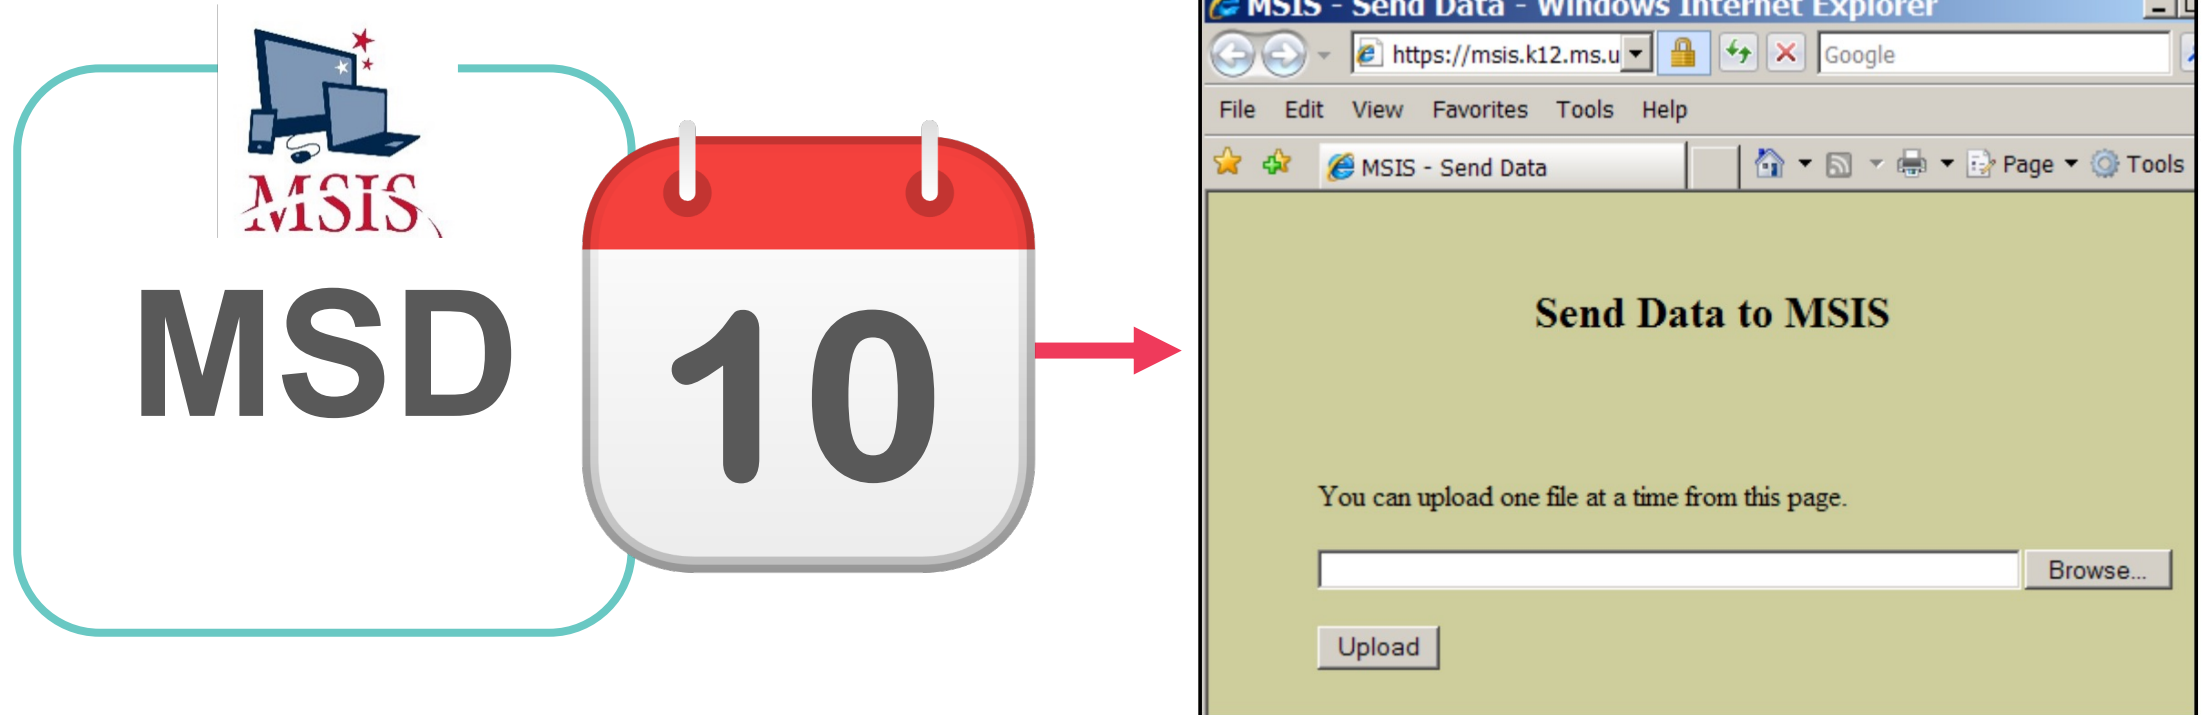 MSIS
MSD
10
MSIS - Send Data - Windows Internet Explorer
https://msis.k12.ms.u
Google
File Edit View Favorites Tools Help
MSIS - Send Data
Page Tools
Send Data to MSIS
You can upload one file at a time from this page.
Browse...
Upload